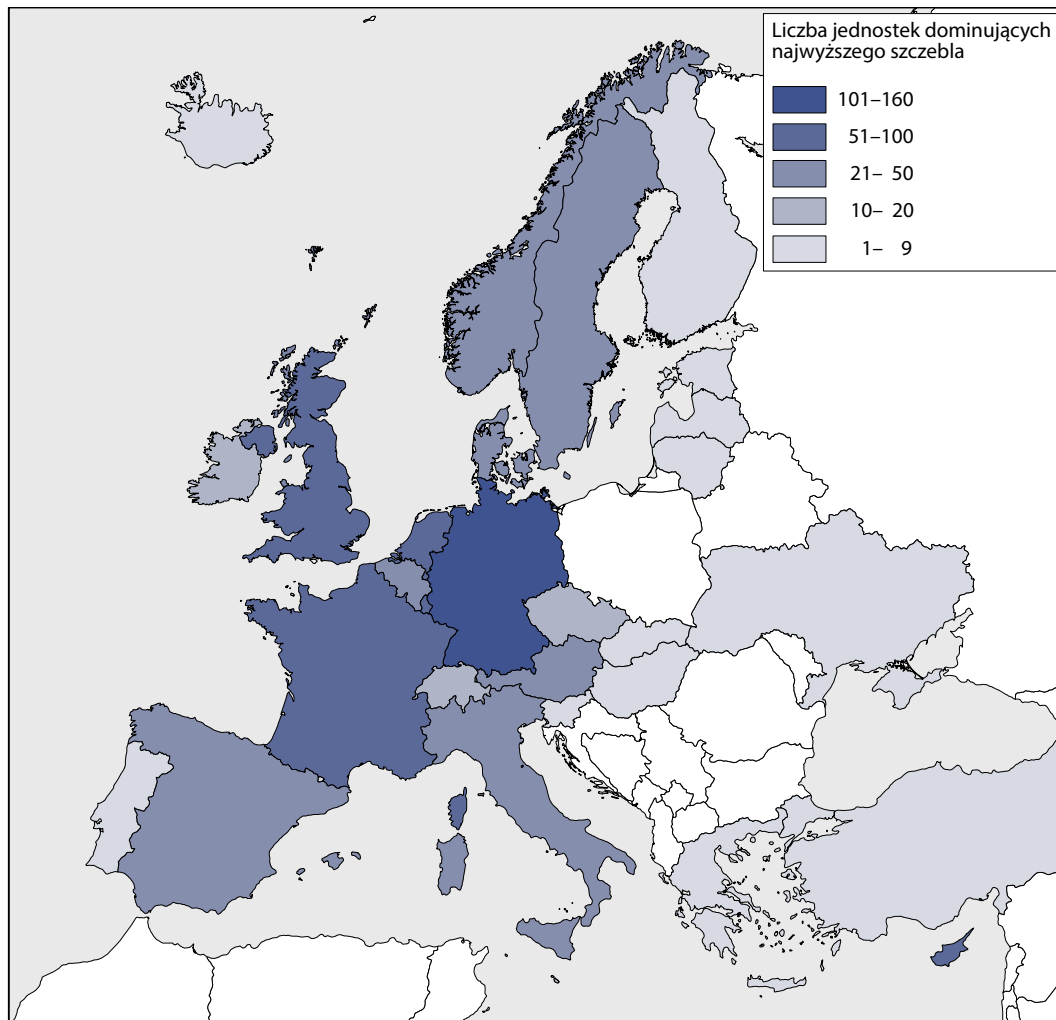 Liczba jednostek dominujących
najwyższego szczebla
101–160
51–100
21– 50
10– 20
1– 9